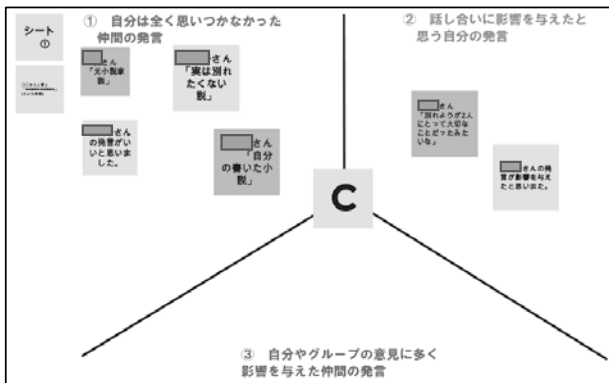 シート
①
① 自分は全く思いつかなかった
仲間の発言
② 話し合いに影響を与えたと
思う自分の発言
さん
「元小説家
説」
さん
「実は別れ
たくない
説」
さん
の発言がい
いと思いま
した。
さん
「自分
の書いた小
説」
さん
「別れようが2人
にとって大切な
ことだったみた
いな」
さんの発
言が影響を与え
たと思いまた。
C
③ 自分やグループの意見に多く
影響を与えた仲間の発言